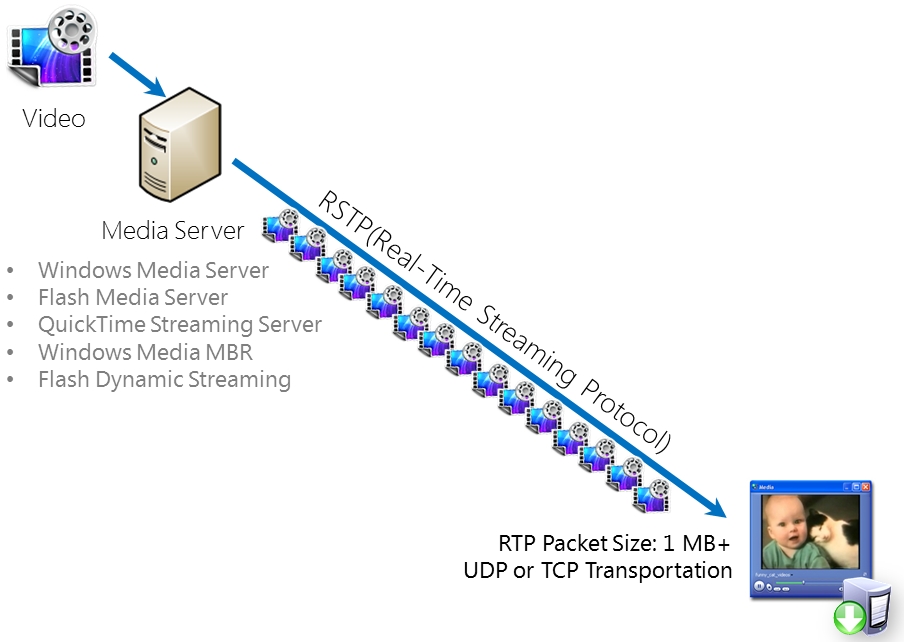 Video
Media Server
• Windows Media Server
• Flash Media Server
• QuickTime Streaming Server
• Windows Media MBR
• Flash Dynamic Streaming
RSTP(Real-Time Streaming Protocol)
RTP Packet Size: 1 MB+
UDP or TCP Transportation
Media
funny_cat_videos